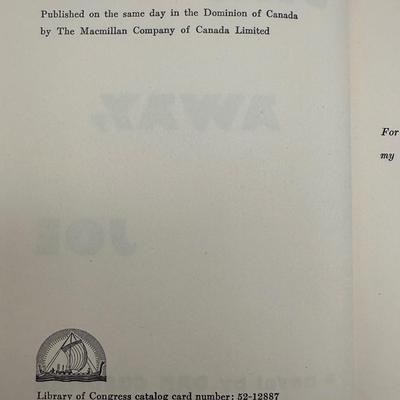 Published on the same day in the Dominion of Canada
by The Macmillan Company of Canada Limited
AWAY,
JOE
For
my
Library of Congress catalog card number: 52-12887